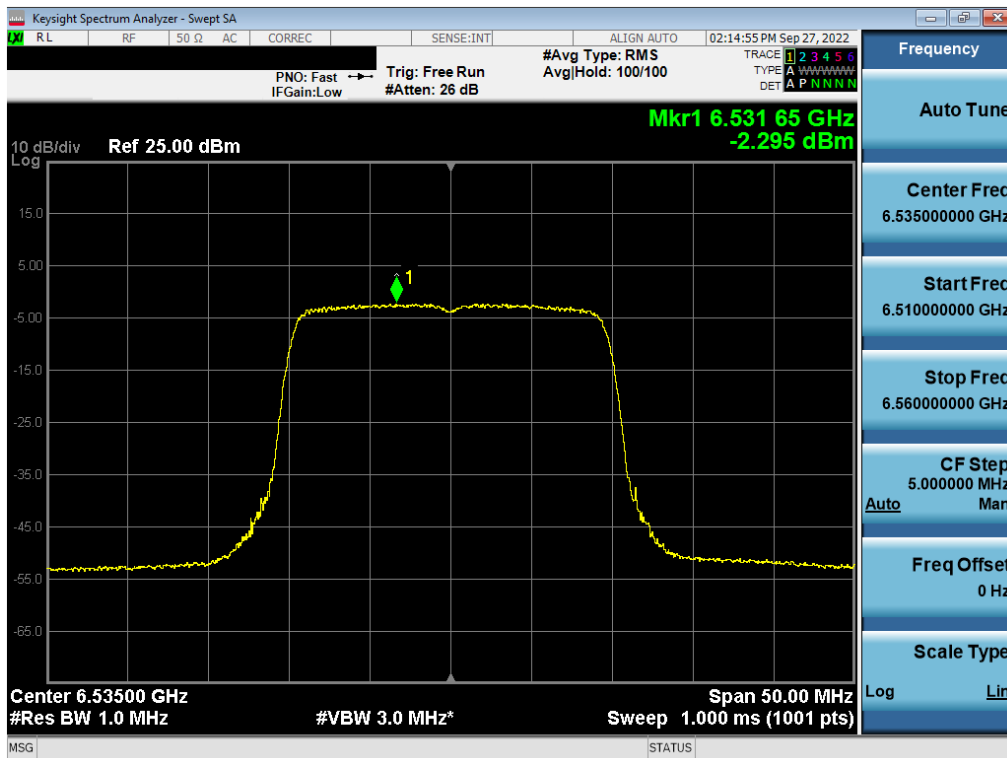 Keysight Spectrum Analyzer - Swept SA
LXI RL RF 50 Ω AC CORREC SENSE:INT ALIGN AUTO 02:14:55 PM Sep 27, 2022
PNO: Fast
IFGain:Low
Trig: Free Run
#Atten: 26 dB
#Avg Type: RMS
Avg|Hold: 100/100
TRACE 1 2 3 4 5 6
TYPE A WWWWW
DET A P N N N N
Mkr1 6.531 65 GHz
-2.295 dBm
10 dB/div Ref 25.00 dBm
Log
15.0
5.00
-5.00
-15.0
-25.0
-35.0
-45.0
-55.0
-65.0
1
Center 6.53500 GHz Span 50.00 MHz
#Res BW 1.0 MHz #VBW 3.0 MHz* Sweep 1.000 ms (1001 pts)
MSG STATUS
Frequency
Auto Tune
Center Freq
6.535000000 GHz
Start Freq
6.510000000 GHz
Stop Freq
6.560000000 GHz
CF Step
5.000000 MHz
Auto Man
Freq Offset
0 Hz
Scale Type
Log Lin